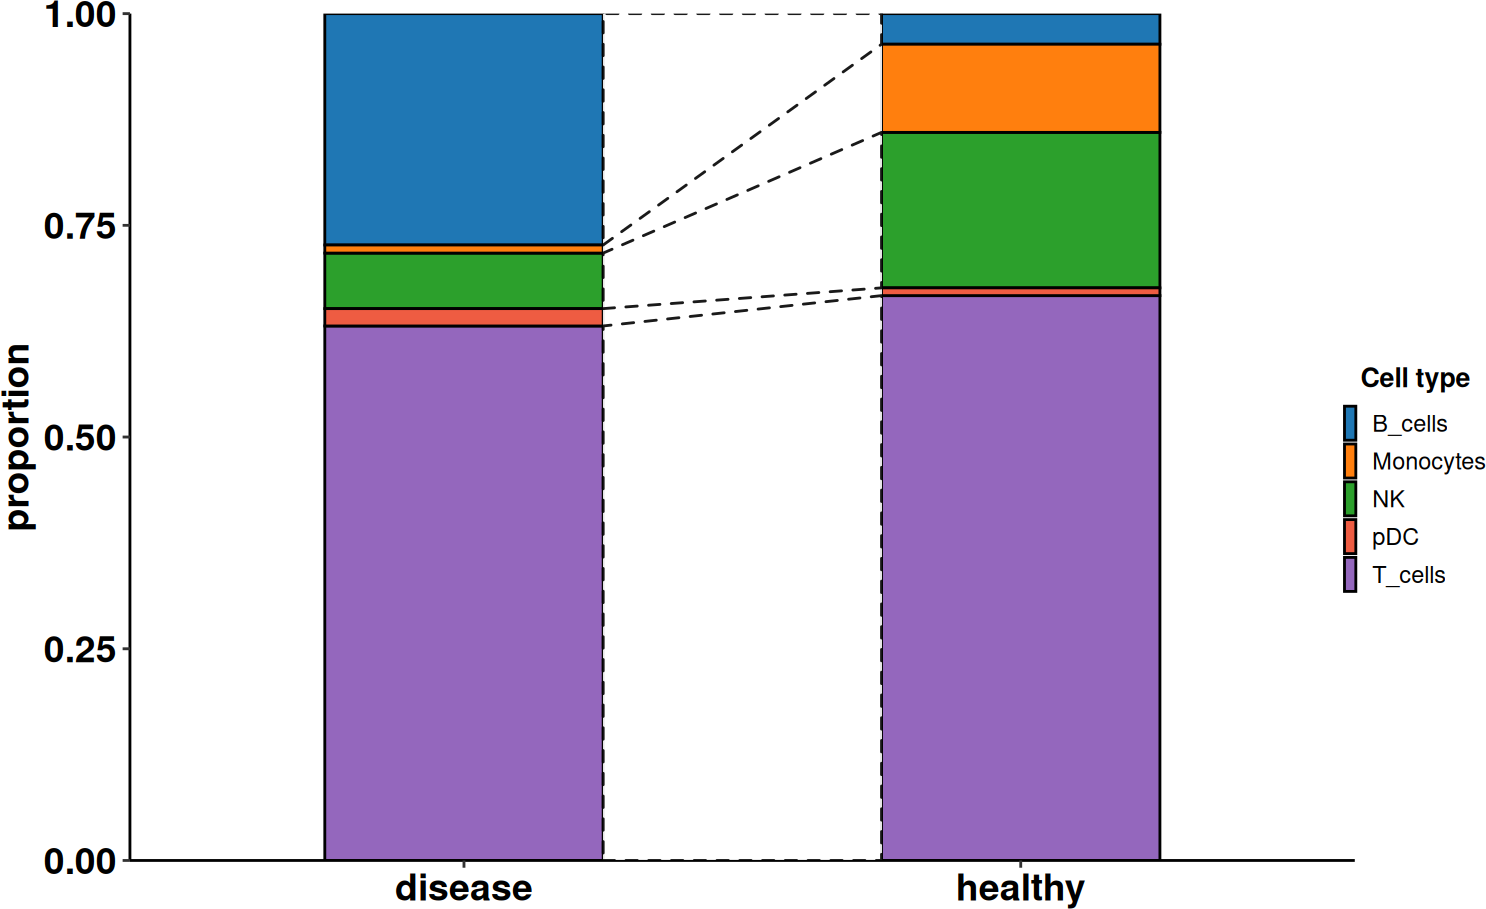 1.00
0.75
0.50
0.25
0.00
proportion
disease
healthy
Cell type
B_cells
Monocytes
NK
pDC
T_cells